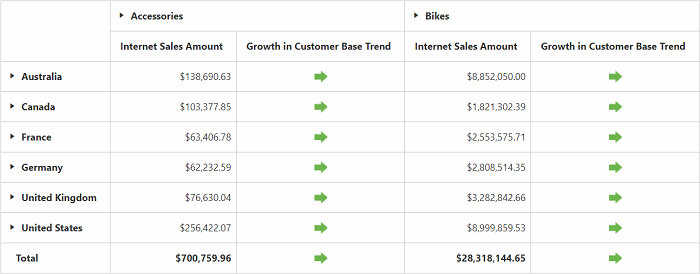 Accessories Bikes
Internet Sales Amount Growth in Customer Base Trend Internet Sales Amount Growth in Customer Base Trend
Australia $138,690.63 $8,852,050.00
Canada $103,377.85 $1,821,302.39
France $63,406.78 $2,553,575.71
Germany $62,232.59 $2,808,514.35
United Kingdom $76,630.04 $3,282,842.66
United States $256,422.07 $8,999,859.53
Total $700,759.96 $28,318,144.65